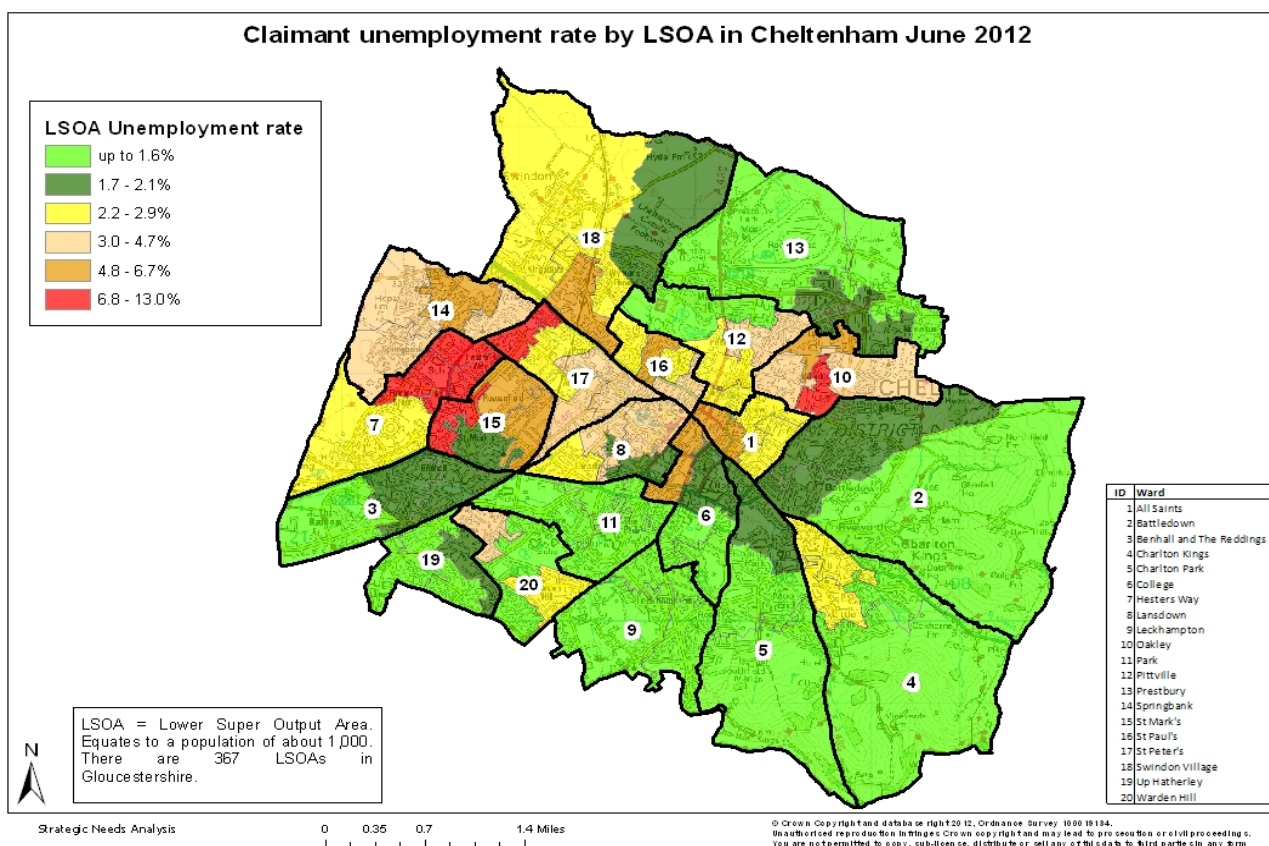 Claimant unemployment rate by LSOA in Cheltenham June 2012
LSOA Unemployment rate
up to 1.6%
1.7 - 2.1%
2.2 - 2.9%
3.0 - 4.7%
4.8 - 6.7%
6.8 - 13.0%
Swindon
18
13
14
12
16
10
CHELTE
17
7
15
8
1
DISTRICT
2
3
11
6
Charlton
Kings
19
20
9
5
4
ID Ward
1 All Saints
2 Battledown
3 Benhall and The Reddings
4 Charlton Kings
5 Charlton Park
6 College
7 Hesters Way
8 Lansdown
9 Leckhampton
10 Oakley
11 Park
12 Pittville
13 Prestbury
14 Springbank
15 St Mark's
16 St Paul's
17 St Peter's
18 Swindon Village
19 Up Hatherley
20 Warden Hill
LSOA = Lower Super Output Area.
Equates to a population of about 1,000.
There are 367 LSOAs in
Gloucestershire.
N
Strategic Needs Analysis
0 0.35 0.7 1.4 Miles
© Crown Copyright and database right 2012, Ordnance Survey 100019134.
Unauthorised reproduction infringes Crown copyright and may lead to prosecution or civil proceedings.
You are not permitted to copy, sub-license, distribute or sell any of this data to third parties in any form